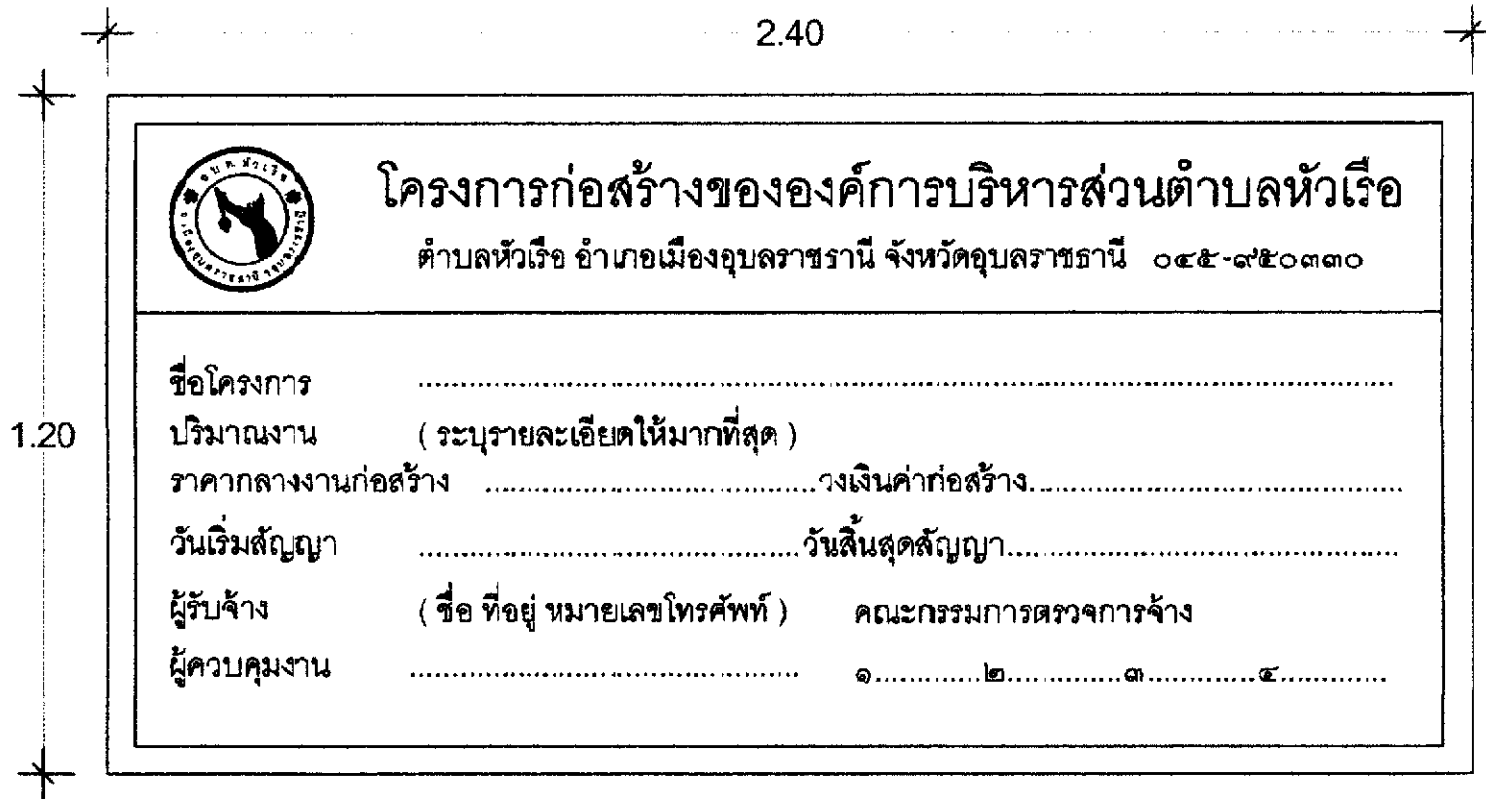 2.40
1.20
อ.บ.ต. หัวเรือ
โครงการก่อสร้างขององค์การบริหารส่วนตำบลหัวเรือ
ตำบลหัวเรือ อำเภอเมืองอุบลราชธานี จังหวัดอุบลราชธานี ๐๔๕-๙๕๐๓๓๐
ชื่อโครงการ ........................................................
ปริมาณงาน ( ระบุรายละเอียดให้มากที่สุด )
ราคากลางงานก่อสร้าง ....................วงเงินค่าก่อสร้าง....................
วันเริ่มสัญญา ....................วันสิ้นสุดสัญญา....................
ผู้รับจ้าง ( ชื่อ ที่อยู่ หมายเลขโทรศัพท์ ) คณะกรรมการตรวจการจ้าง
ผู้ควบคุมงาน .................... ๑.............๒.............๓.............๔.............